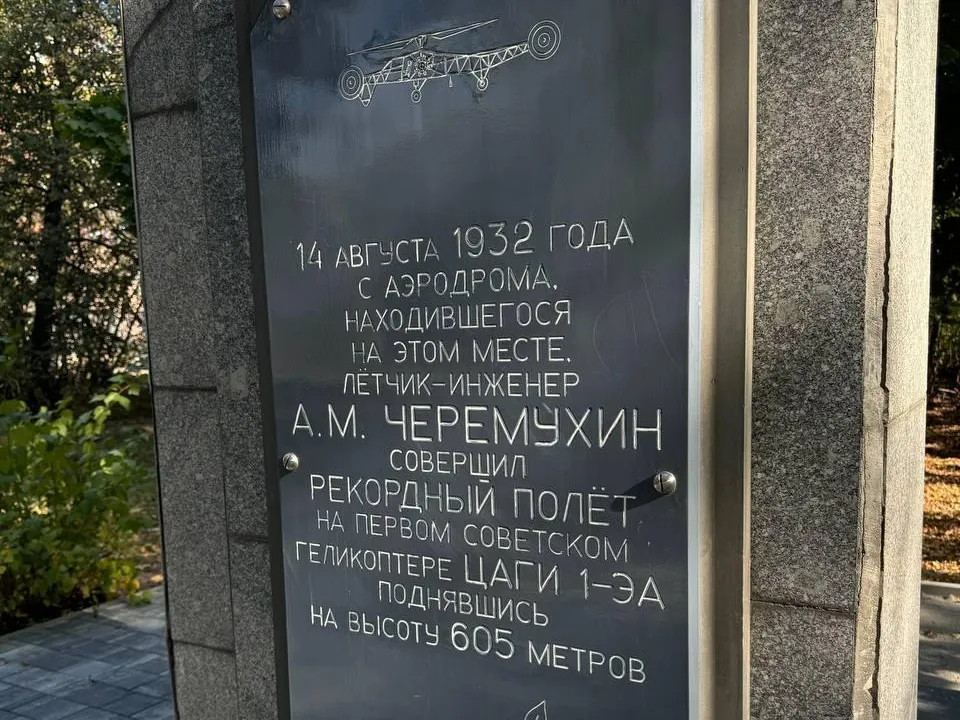 14 АВГУСТА 1932 ГОДА
С АЭРОДРОМА,
НАХОДИВШЕГОСЯ
НА ЭТОМ МЕСТЕ,
ЛЁТЧИК-ИНЖЕНЕР
А.М. ЧЕРЕМУХИН
СОВЕРШИЛ
РЕКОРДНЫЙ ПОЛЁТ
НА ПЕРВОМ СОВЕТСКОМ
ГЕЛИКОПТЕРЕ ЦАГИ 1-ЭА
ПОДНЯВШИСЬ
НА ВЫСОТУ 605 МЕТРОВ